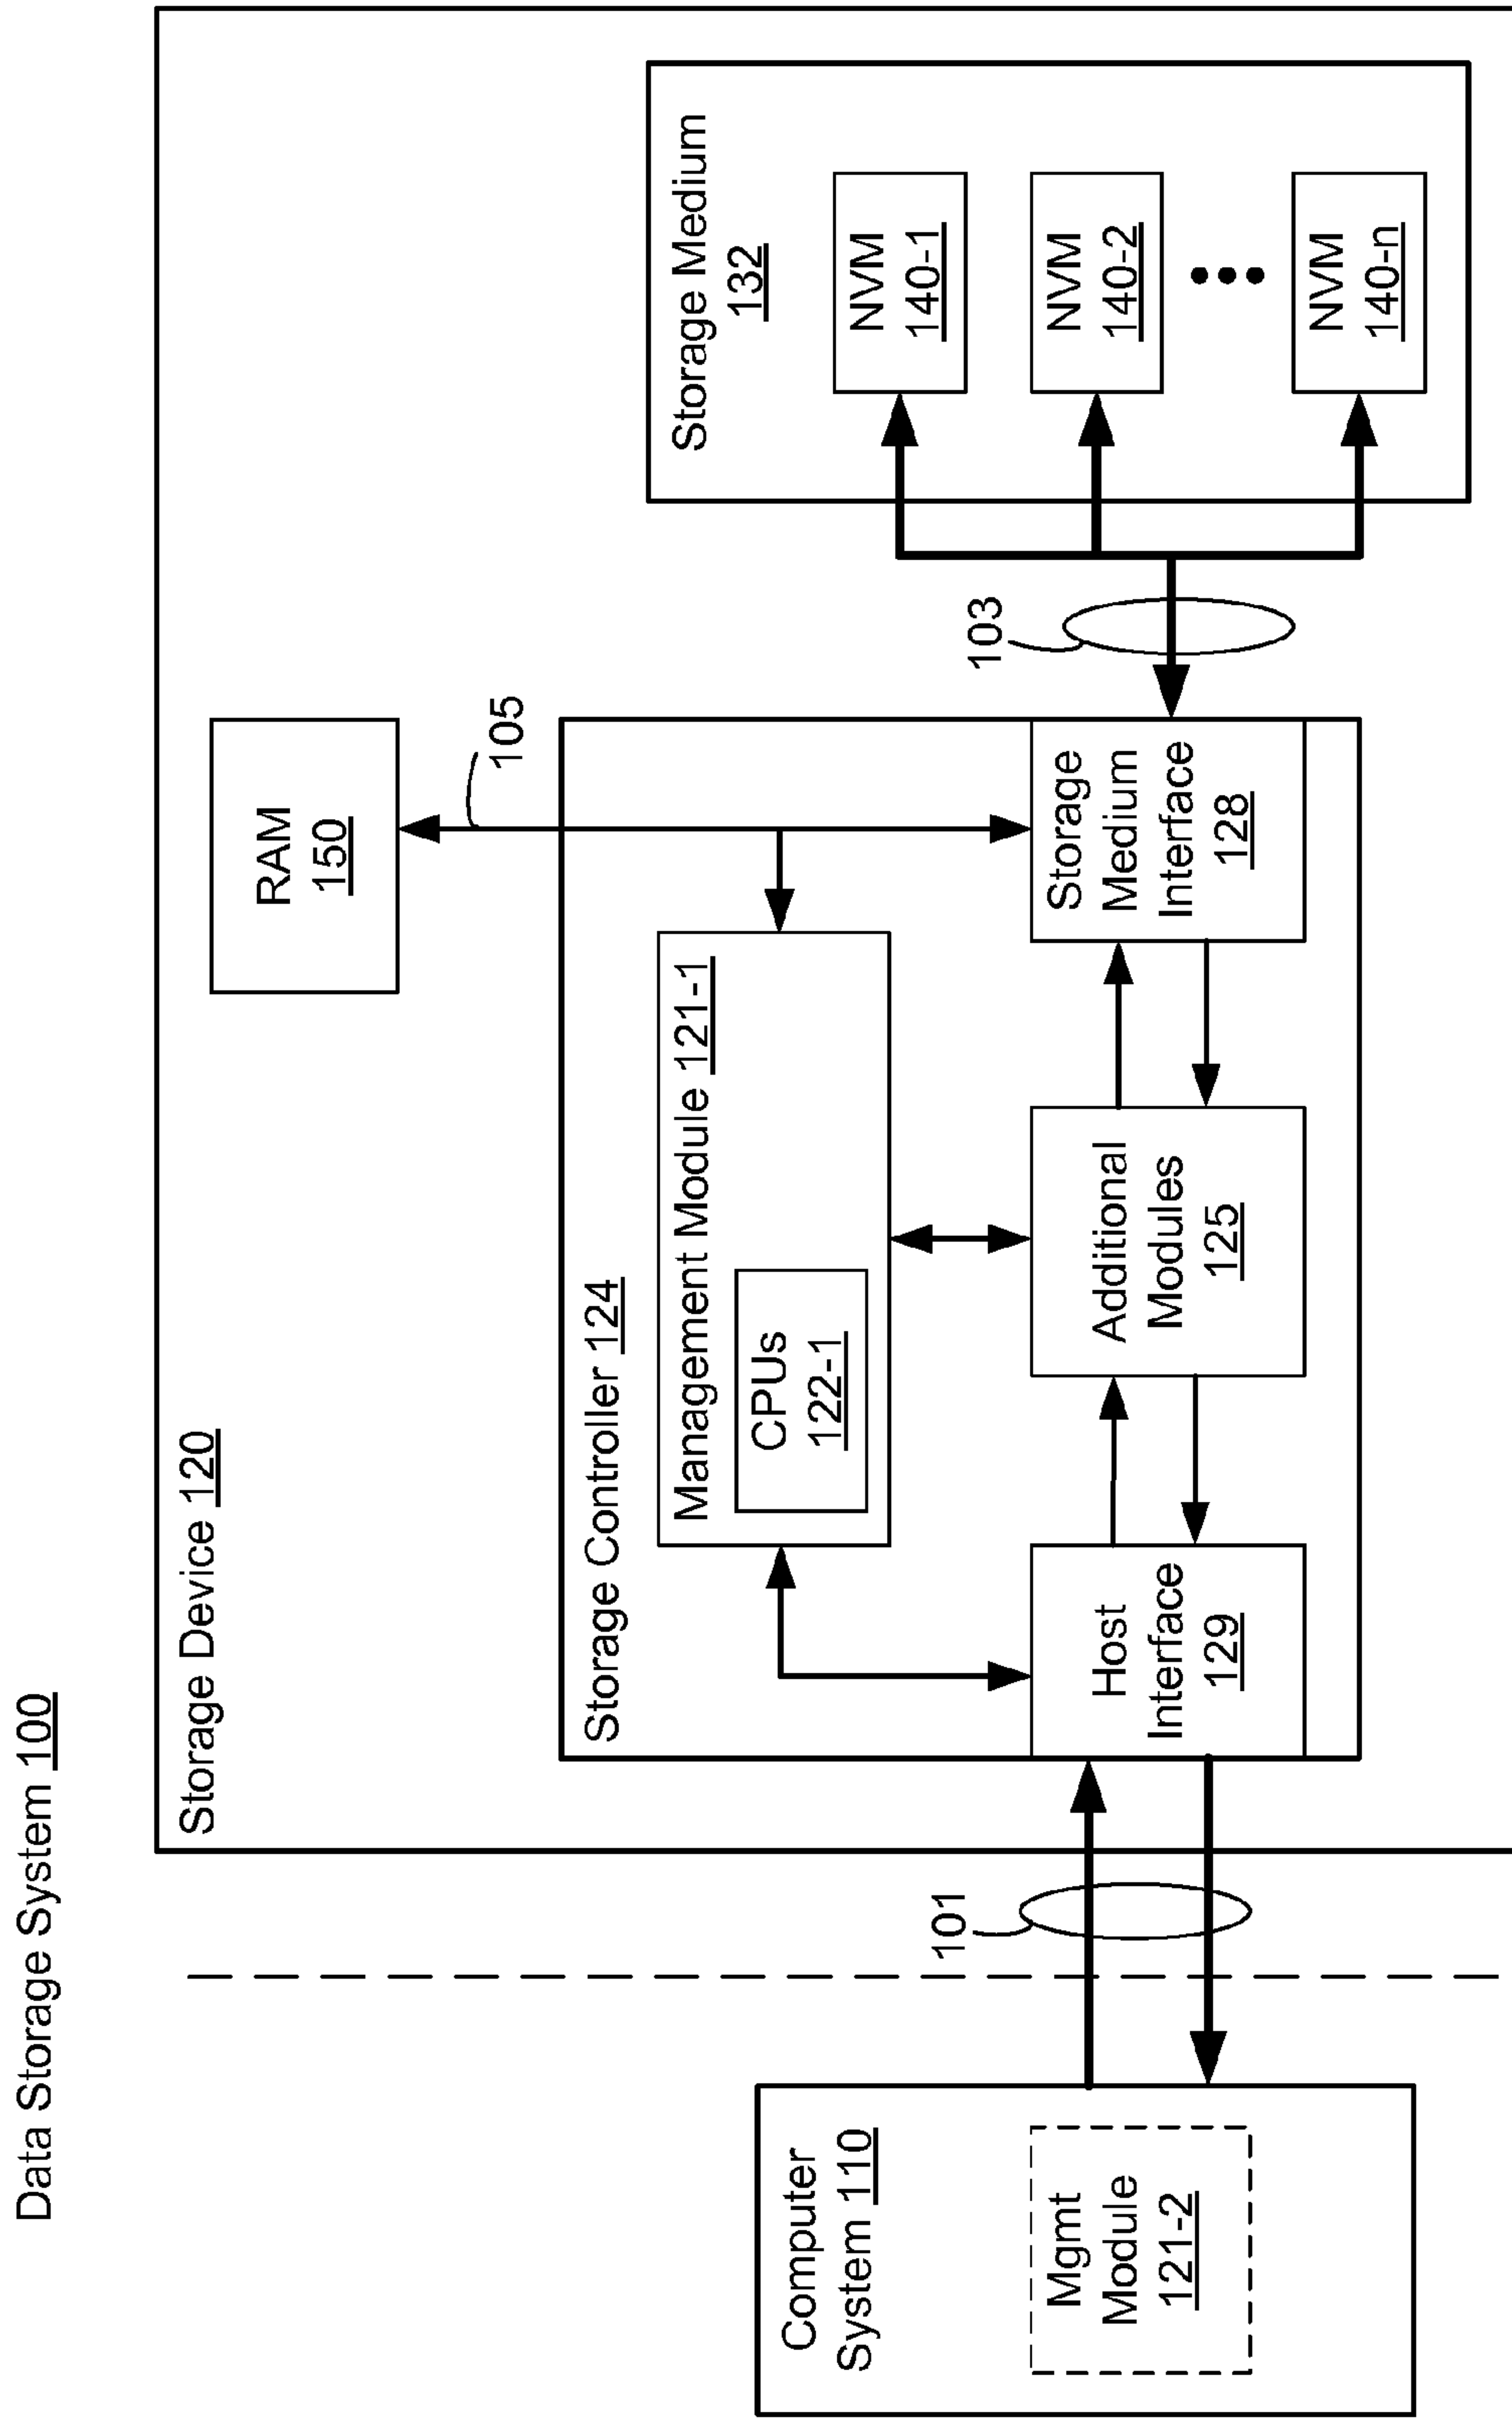 Data Storage System 100
Storage Device 120
Computer
System 110
Mgmt
Module
121-2
101
Storage Controller 124
Management Module 121-1
CPUs
122-1
Host
Interface
129
Additional
Modules
125
Storage
Medium
Interface
128
RAM
150
105
103
Storage Medium
132
NVM
140-1
NVM
140-2
NVM
140-n